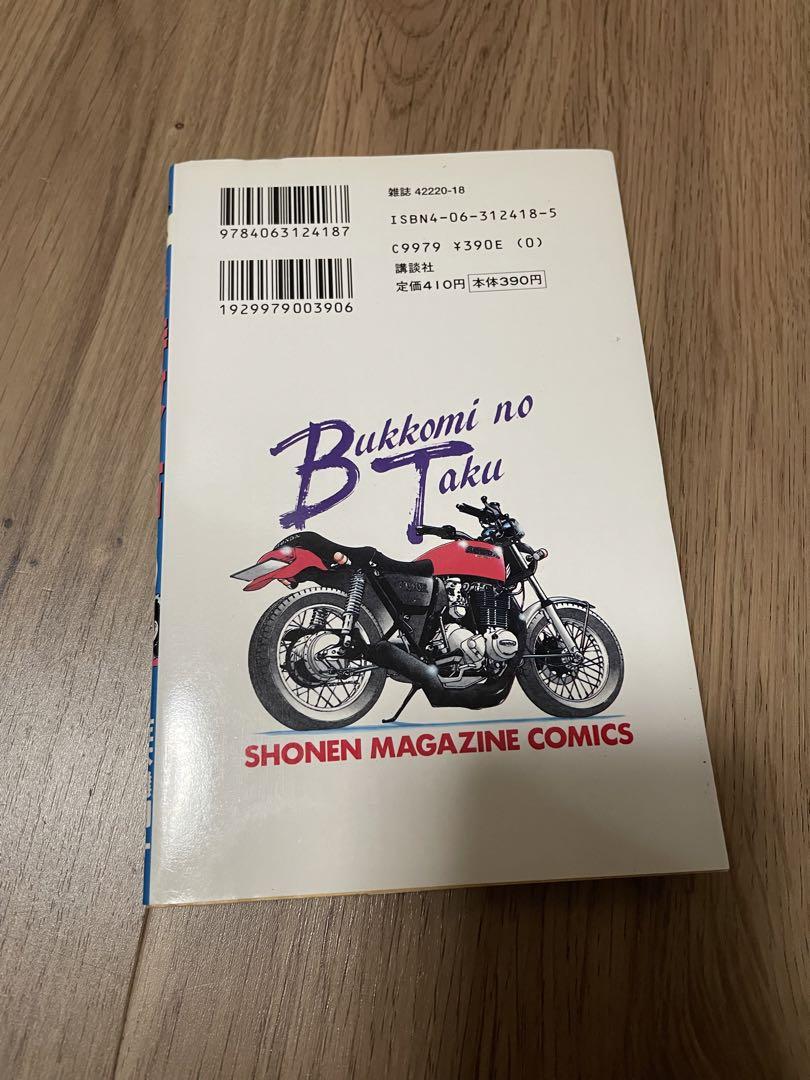 雑誌 42220-18
9784063124187
ISBN4-06-312418-5
C9979 ¥390E (0)
講談社
定価410円 本体390円
1929979003906
Bukkomi no
Taku
SHONEN MAGAZINE COMICS